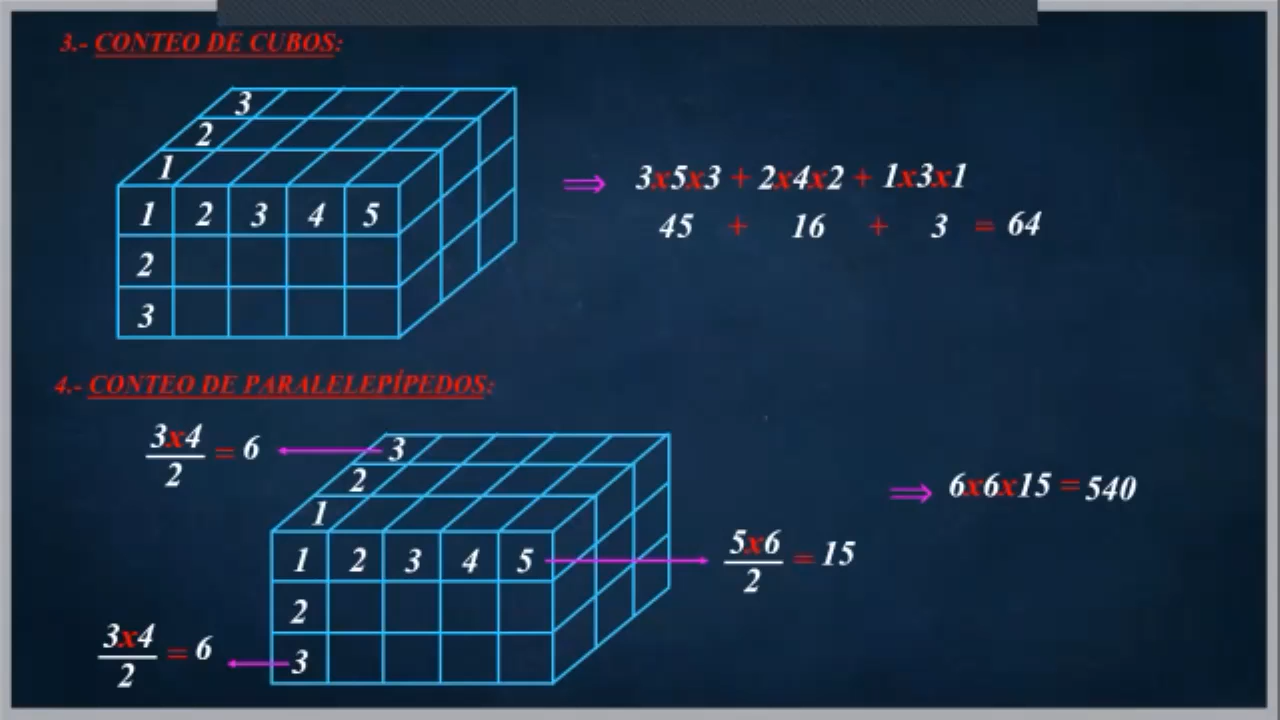 3.- CONTEO DE CUBOS:
3
2
1
1 2 3 4 5
2
3
⇒ 3x5x3 + 2x4x2 + 1x3x1
45 + 16 + 3 = 64
4.- CONTEO DE PARALELEPÍPEDOS:
3x4/2 = 6
3
2
1
1 2 3 4 5
2
3
5x6/2 = 15
3x4/2 = 6
⇒ 6x6x15 = 540